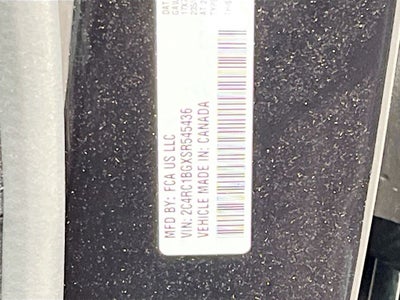 MFD BY: FCA US LLC
VIN: 2C4RC1BGXSR545436
VEHICLE MADE IN: CANADA